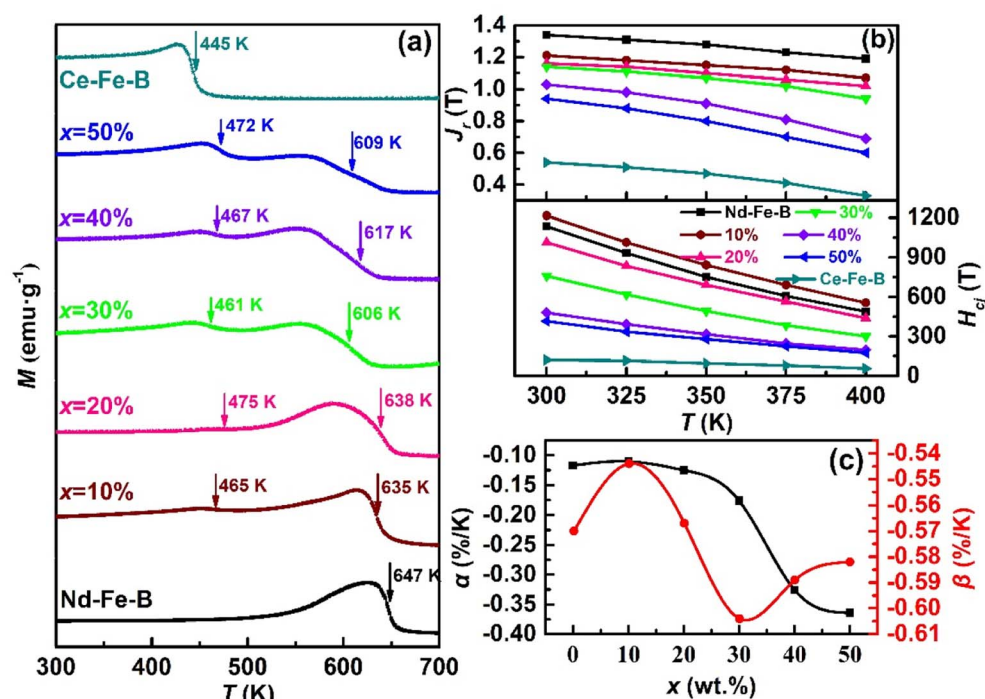 (a)
445 K
Ce-Fe-B
x=50%
472 K
609 K
x=40%
467 K
617 K
x=30%
461 K
606 K
x=20%
475 K
638 K
x=10%
465 K
635 K
Nd-Fe-B
647 K
M (emu·g⁻¹)
300 400 500 600 700
T (K)
(b)
1.4
1.2
1.0
0.8
0.6
0.4
Jr (T)
Nd-Fe-B
10%
20%
30%
40%
50%
Ce-Fe-B
1200
900
600
300
0
Hcj (T)
300 325 350 375 400
T (K)
(c)
-0.10
-0.15
-0.20
-0.25
-0.30
-0.35
-0.40
α (%/K)
-0.54
-0.55
-0.56
-0.57
-0.58
-0.59
-0.60
-0.61
β (%/K)
0 10 20 30 40 50
x (wt.%)